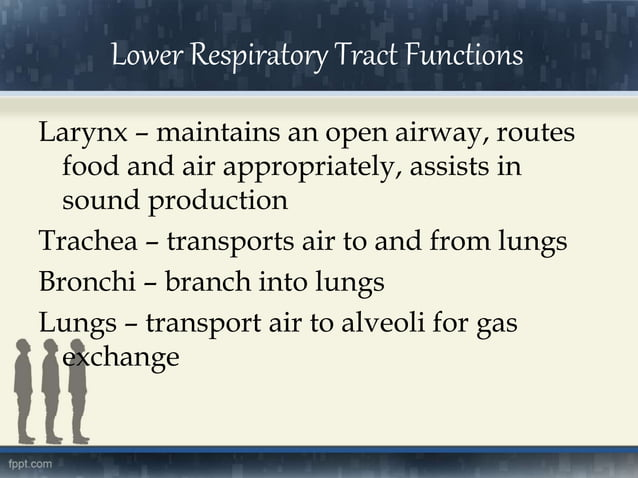 Lower Respiratory Tract Functions
Larynx – maintains an open airway, routes
food and air appropriately, assists in
sound production
Trachea – transports air to and from lungs
Bronchi – branch into lungs
Lungs – transport air to alveoli for gas
exchange
fppt.com